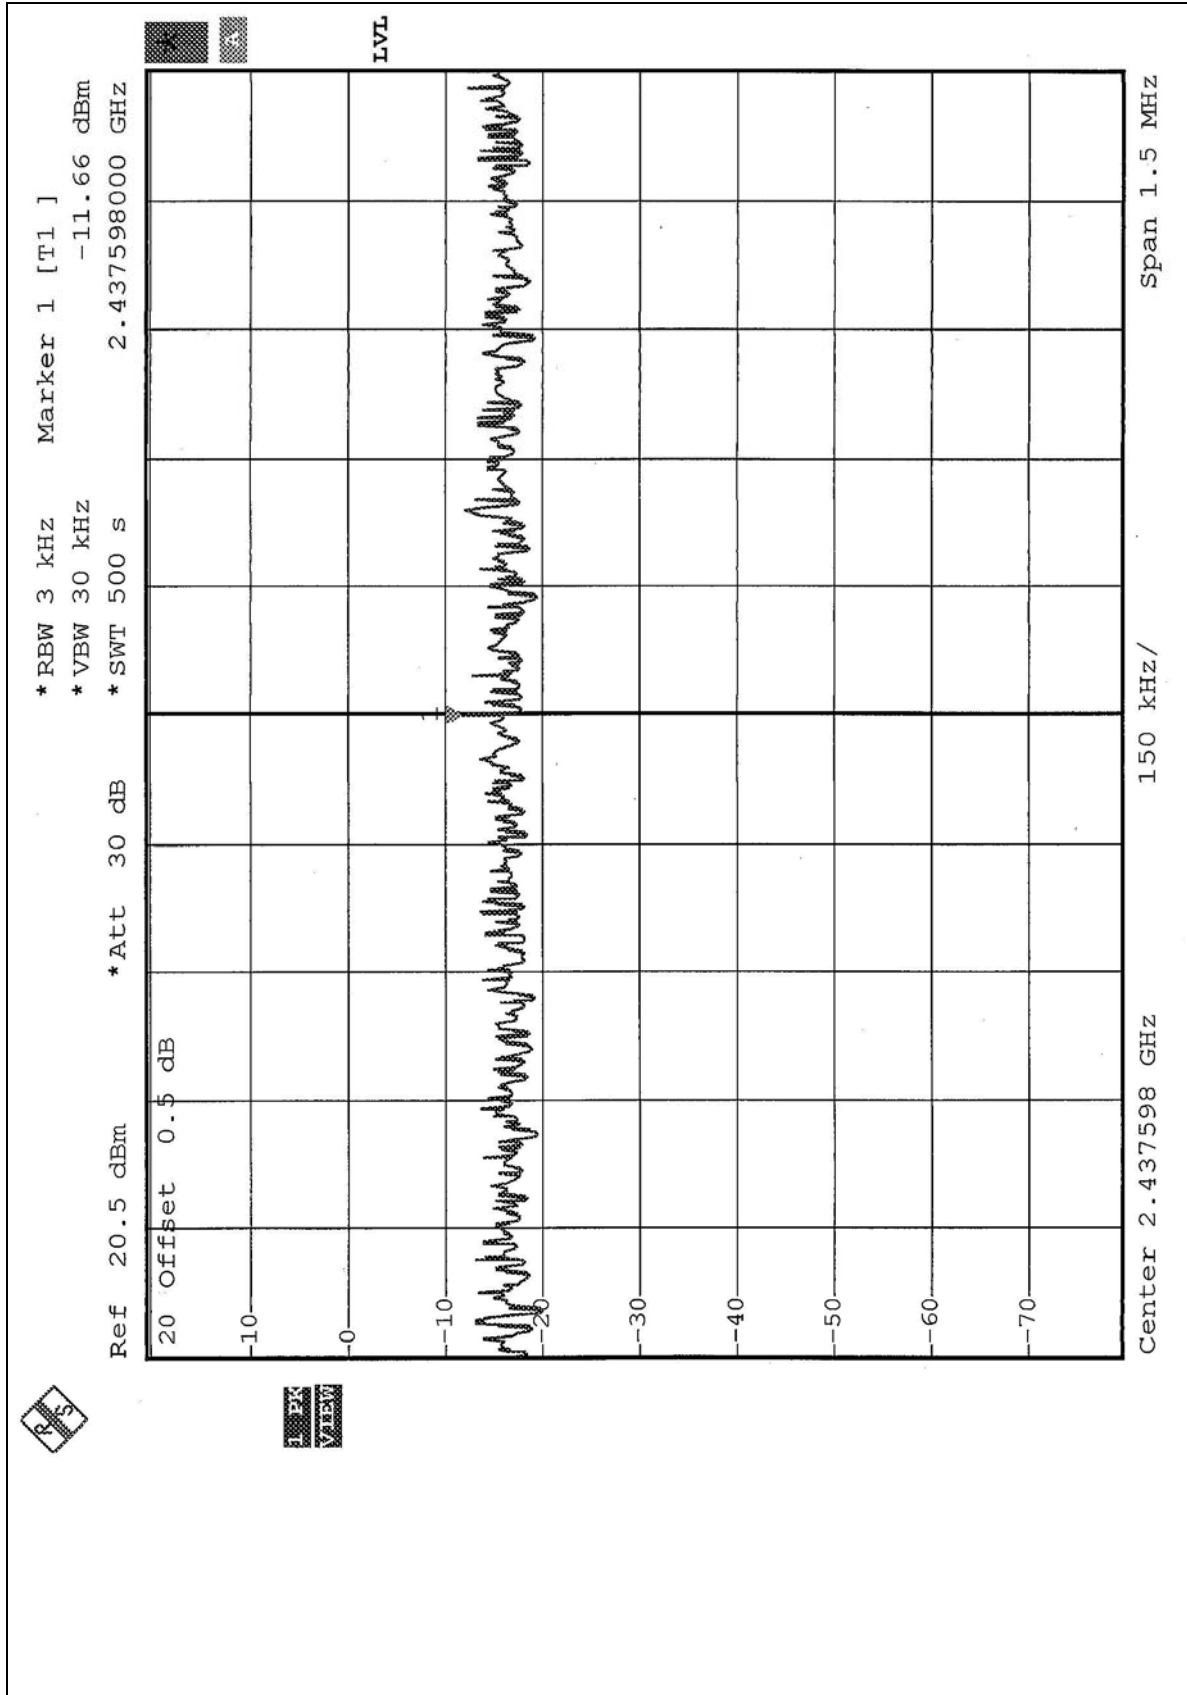 R S
*RBW 3 kHz Marker 1 [T1 ]
*VBW 30 kHz -11.66 dBm
Ref 20.5 dBm *Att 30 dB *SWT 500 s 2.437598000 GHz
20 Offset 0.5 dB
A
1 PK
VIEW
LVL
1
10
0
-10
-20
-30
-40
-50
-60
-70
Center 2.437598 GHz 150 kHz/ Span 1.5 MHz